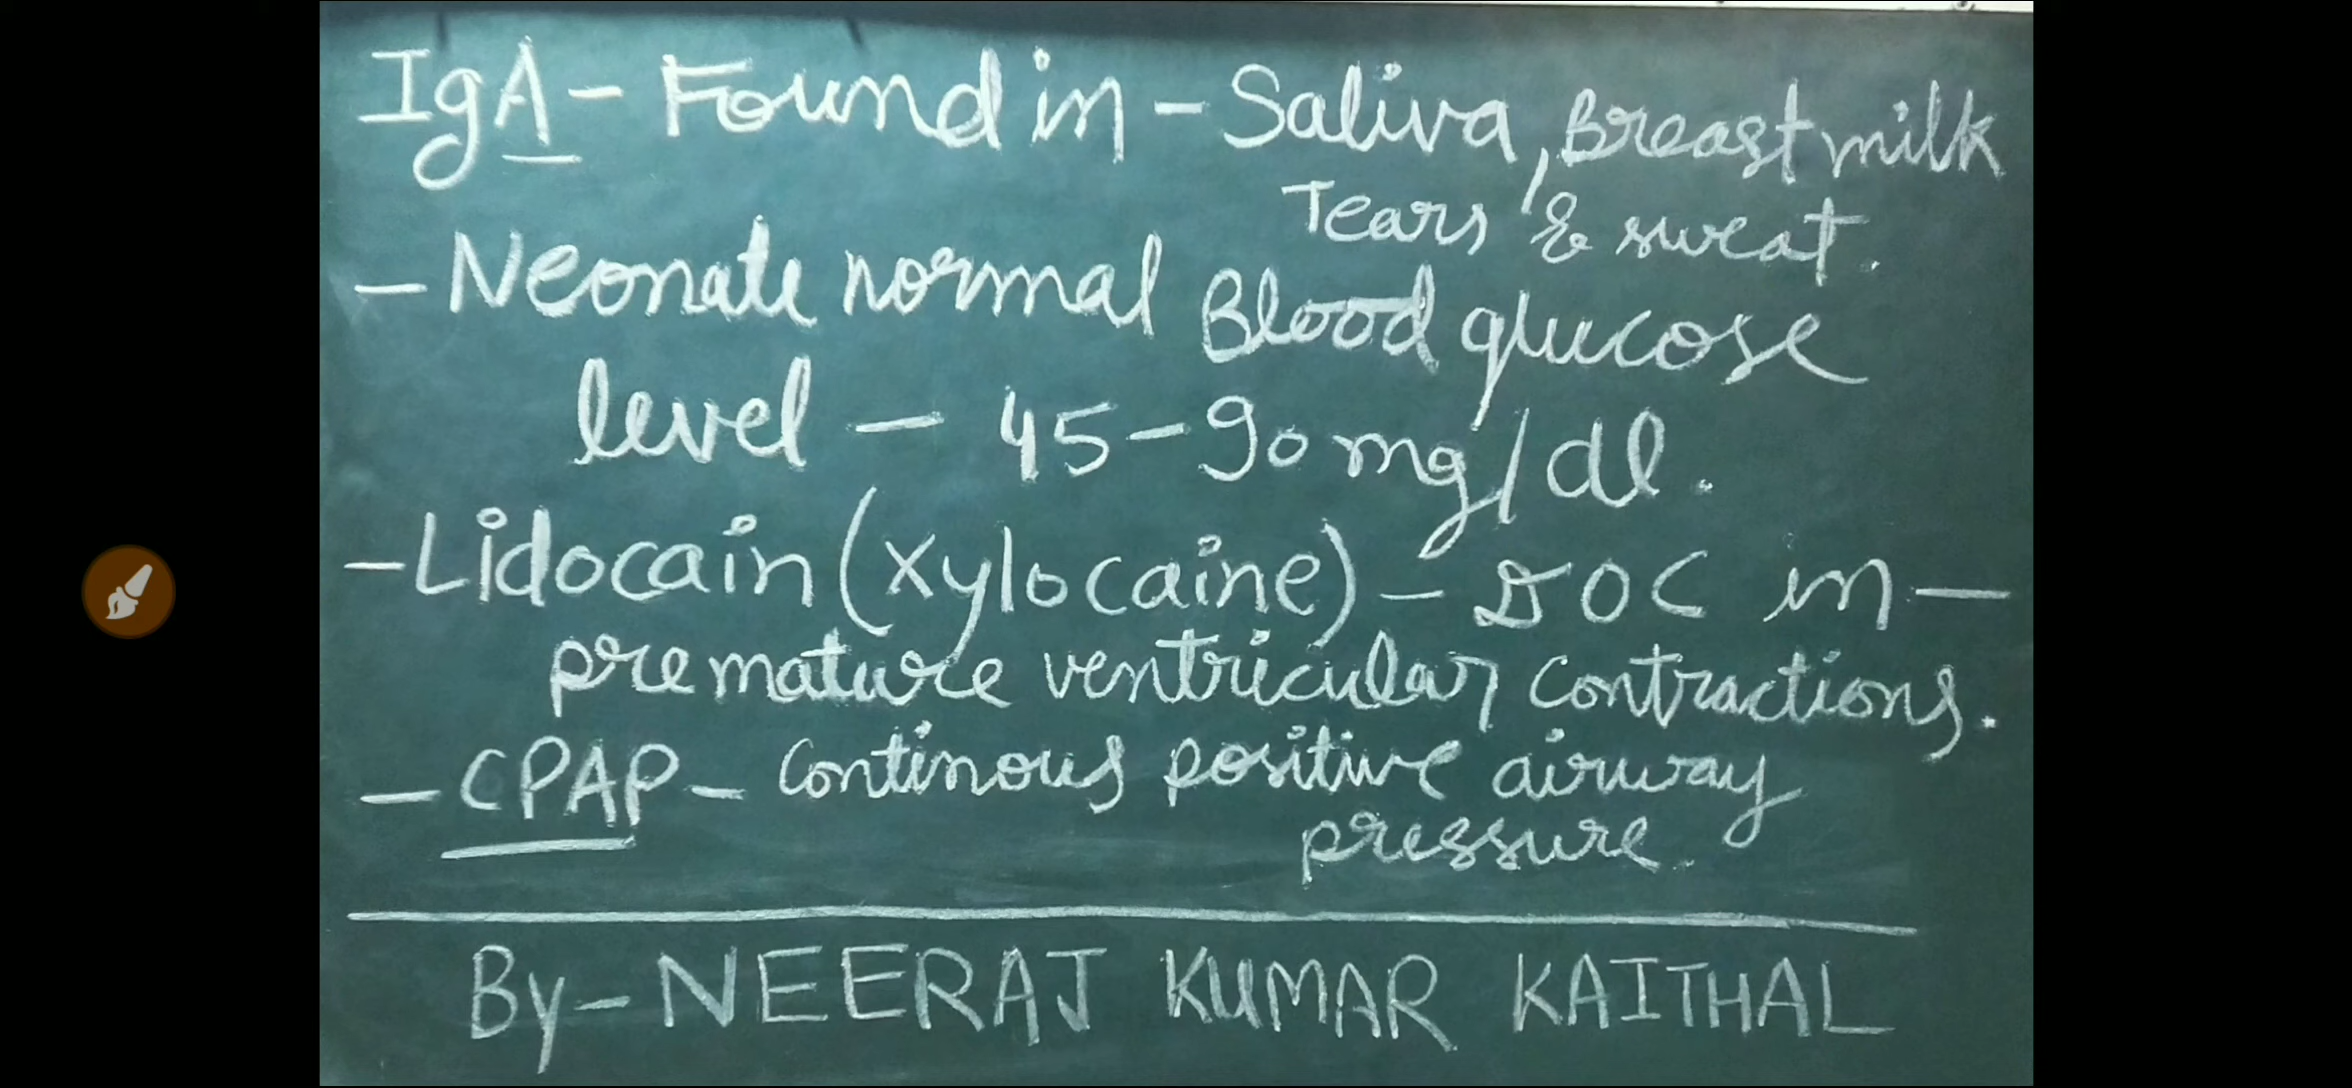 IgA - Found in - Saliva, Breast milk
Tears, & sweat.
- Neonate normal Blood glucose
level - 45-90 mg/dl.
- Lidocain (Xylocaine) - DOC in -
premature ventricular contractions.
- CPAP - Continous positive airway
pressure.
By - NEERAJ KUMAR KAITHAL